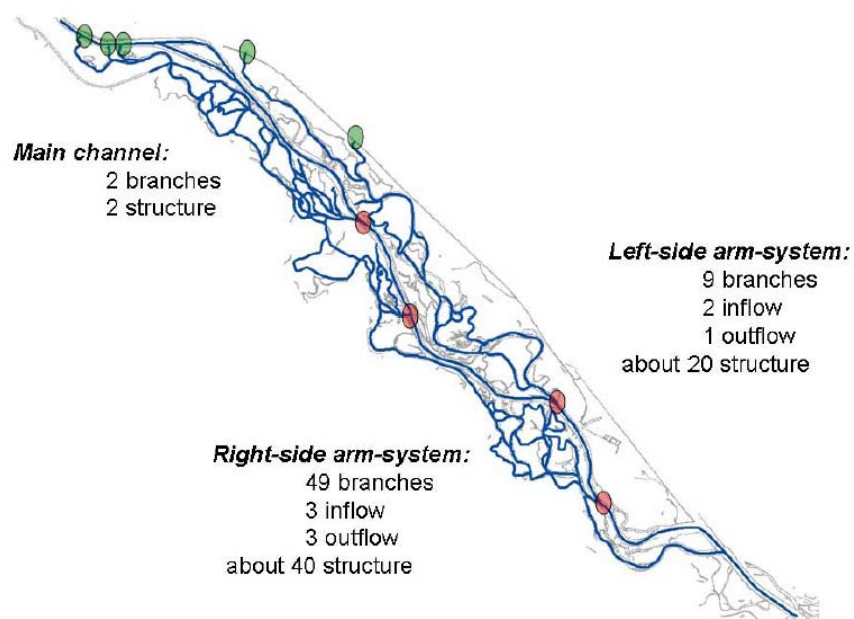 Main channel:
2 branches
2 structure
Left-side arm-system:
9 branches
2 inflow
1 outflow
about 20 structure
Right-side arm-system:
49 branches
3 inflow
3 outflow
about 40 structure